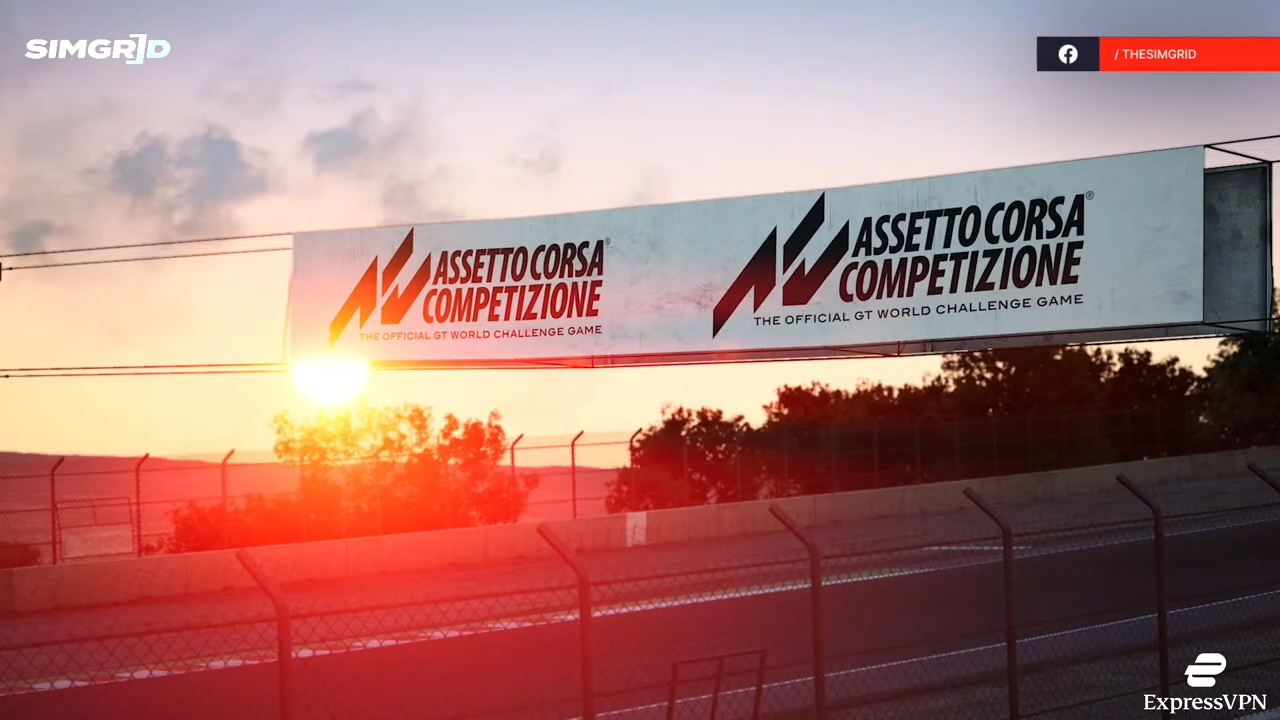 SIMGRID
/ THESIMGRID
ASSETTO CORSA®
COMPETIZIONE
THE OFFICIAL GT WORLD CHALLENGE GAME
ASSETTO CORSA®
COMPETIZIONE
THE OFFICIAL GT WORLD CHALLENGE GAME
ExpressVPN